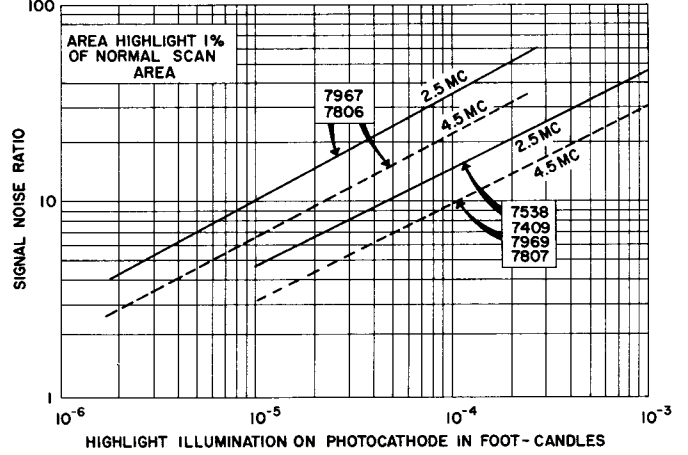 100
AREA HIGHLIGHT 1%
OF NORMAL SCAN
AREA
7967
7806
2.5 MC
4.5 MC
2.5 MC
4.5 MC
10
7538
7409
7969
7807
SIGNAL NOISE RATIO
1
10-6
10-5
10-4
10-3
HIGHLIGHT ILLUMINATION ON PHOTOCATHODE IN FOOT-CANDLES